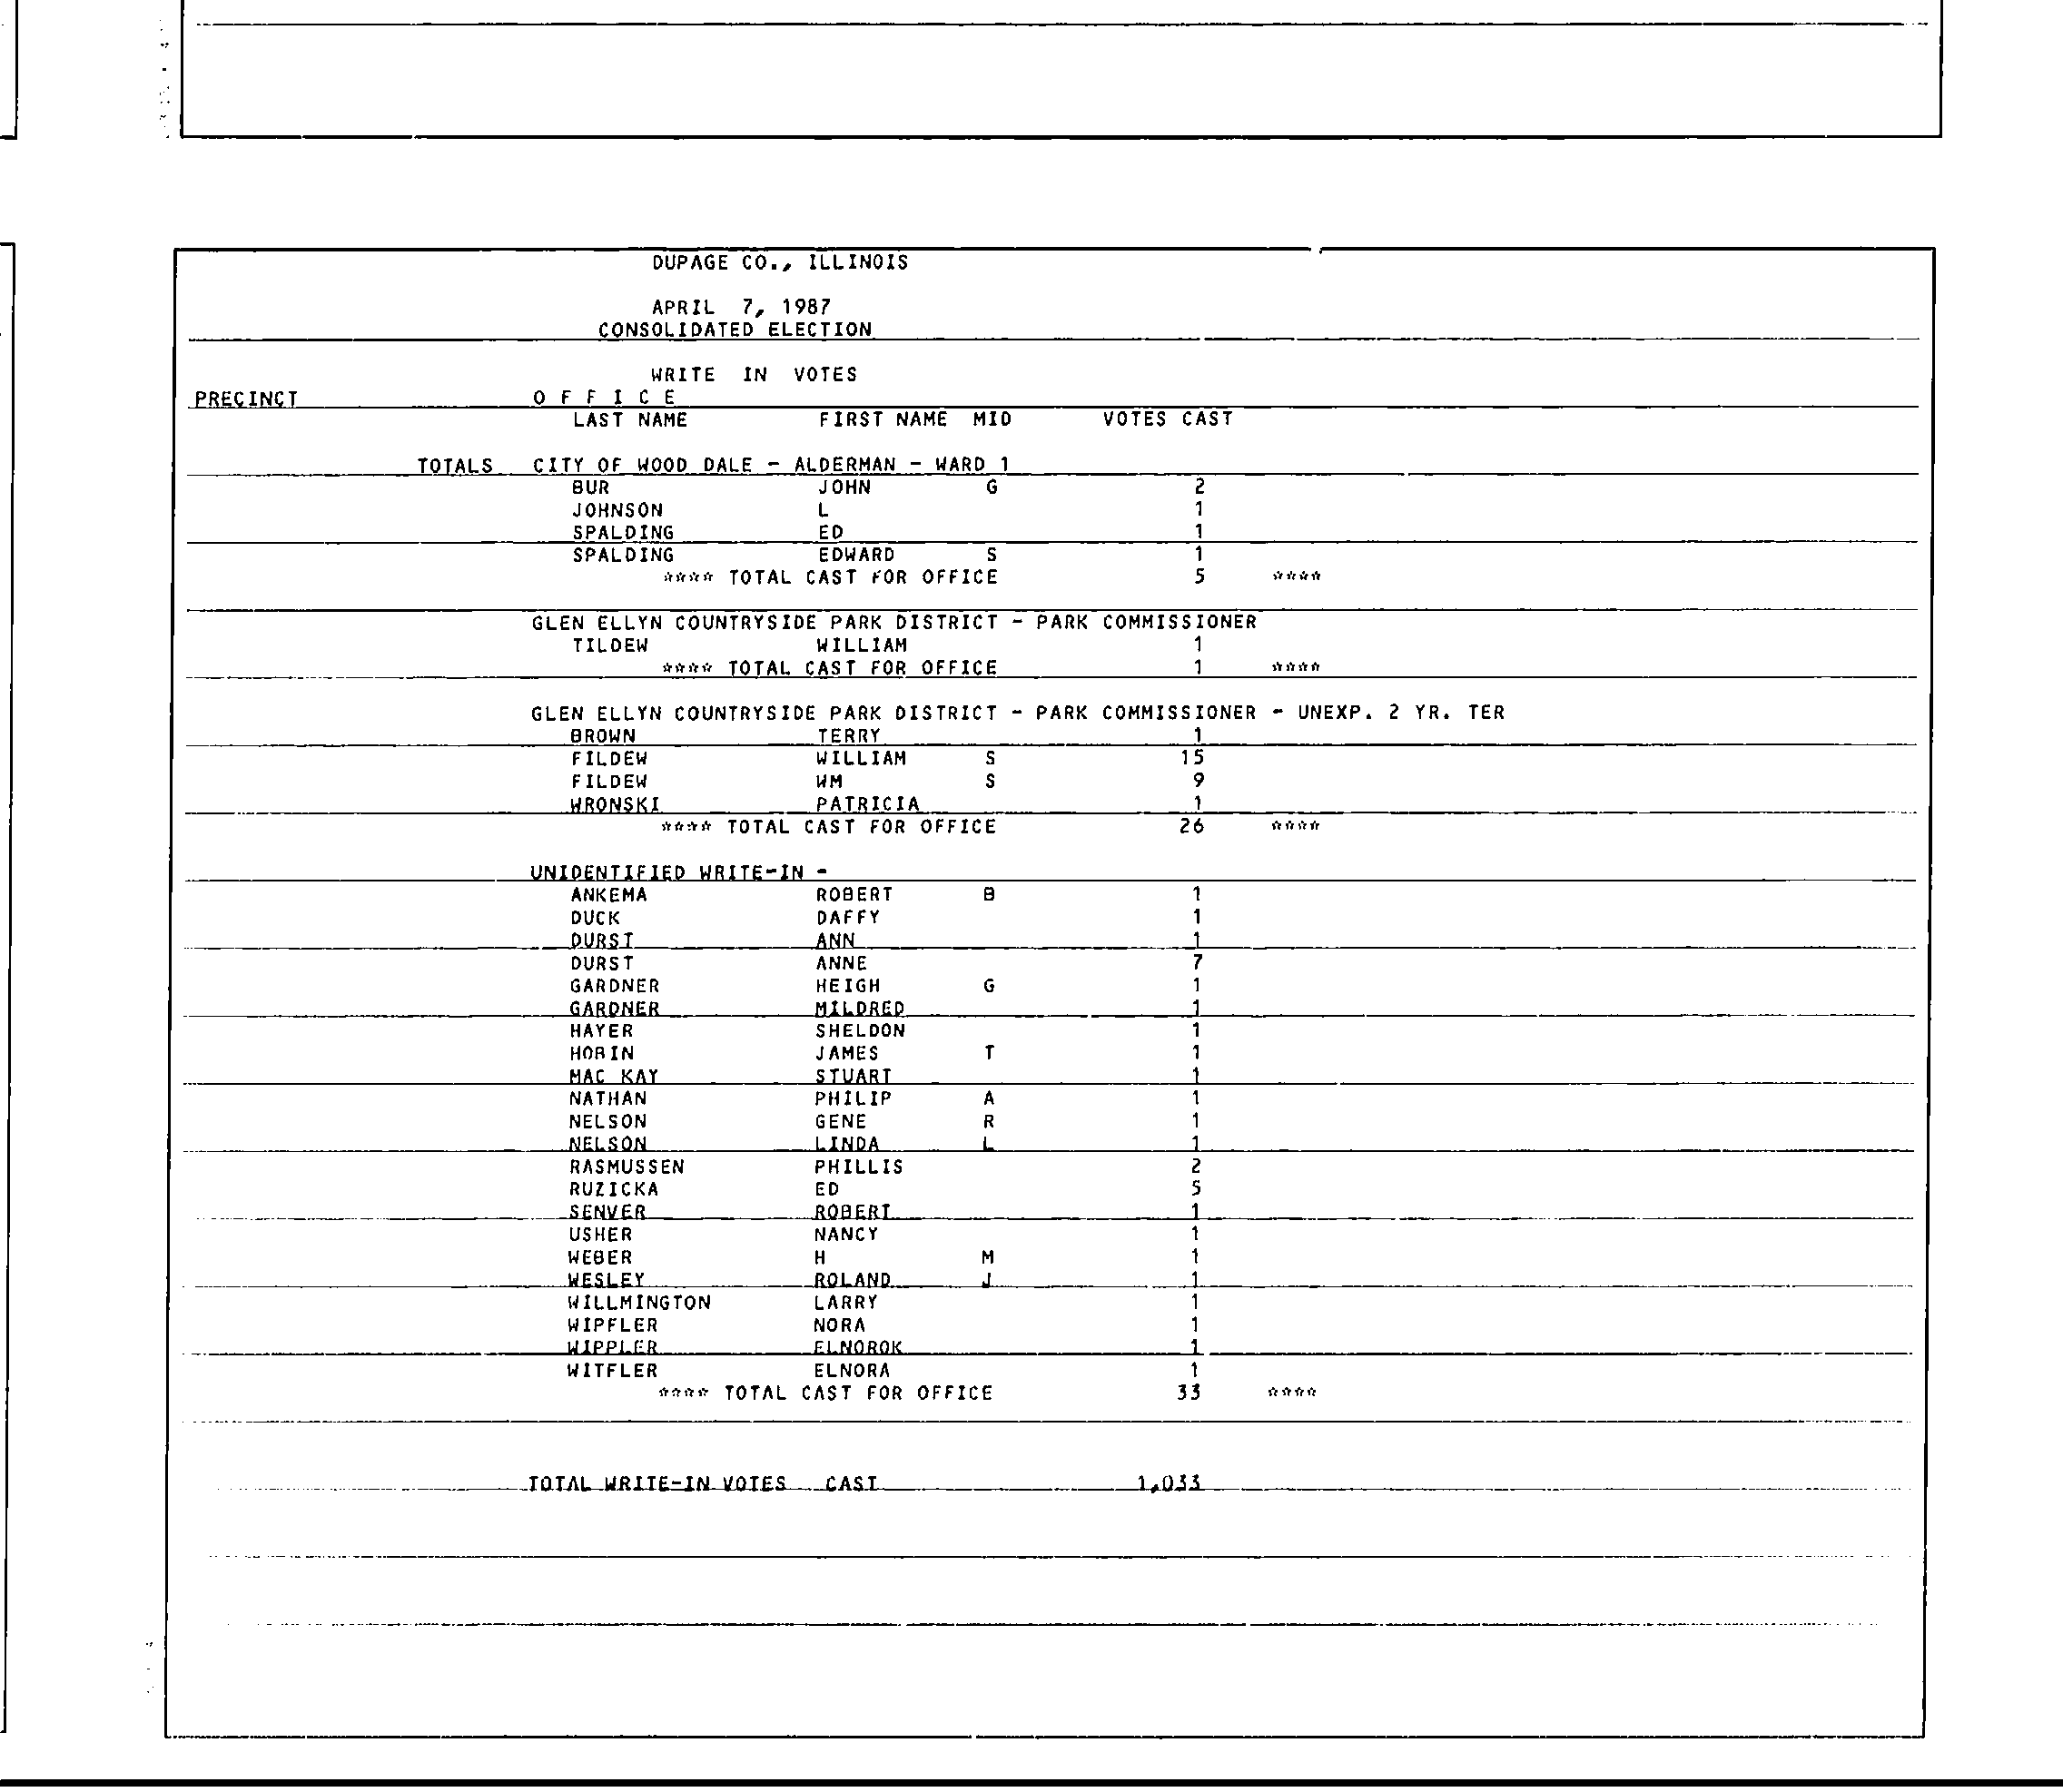 DUPAGE CO., ILLINOIS
APRIL 7, 1987
CONSOLIDATED ELECTION
WRITE IN VOTES
PRECINCT O F F I C E
LAST NAME FIRST NAME MID VOTES CAST
TOTALS CITY OF WOOD DALE - ALDERMAN - WARD 1
BUR JOHN G 2
JOHNSON L 1
SPALDING ED 1
SPALDING EDWARD S 1
**** TOTAL CAST FOR OFFICE 5 ****
GLEN ELLYN COUNTRYSIDE PARK DISTRICT - PARK COMMISSIONER
TILDEW WILLIAM 1
**** TOTAL CAST FOR OFFICE 1 ****
GLEN ELLYN COUNTRYSIDE PARK DISTRICT - PARK COMMISSIONER - UNEXP. 2 YR. TER
BROWN TERRY 1
FILDEW WILLIAM S 15
FILDEW WM S 9
WRONSKI PATRICIA 1
**** TOTAL CAST FOR OFFICE 26 ****
UNIDENTIFIED WRITE-IN -
ANKEMA ROBERT B 1
DUCK DAFFY 1
DURST ANN 1
DURST ANNE 7
GARDNER HEIGH G 1
GARDNER MILDRED 1
HAYER SHELDON 1
HOBIN JAMES T 1
MAC KAY STUART 1
NATHAN PHILIP A 1
NELSON GENE R 1
NELSON LINDA L 1
RASMUSSEN PHILLIS 2
RUZICKA ED 5
SENVER ROBERT 1
USHER NANCY 1
WEBER H M 1
WESLEY ROLAND J 1
WILLMINGTON LARRY 1
WIPFLER NORA 1
WIPPLER ELNOROK 1
WITFLER ELNORA 1
**** TOTAL CAST FOR OFFICE 33 ****
TOTAL WRITE-IN VOTES CAST 1,033